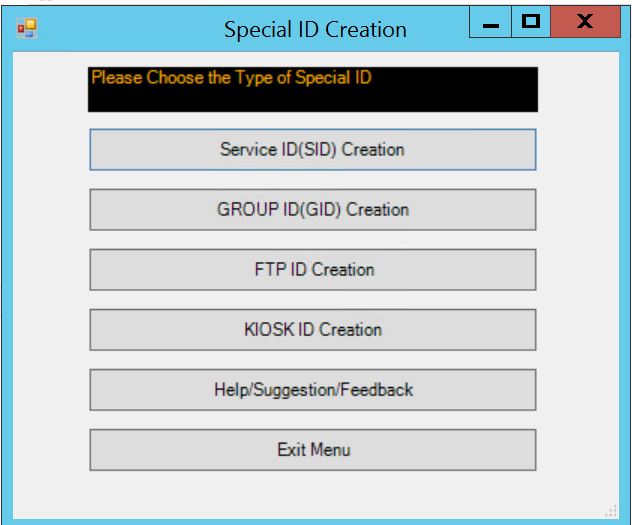 Special ID Creation
Please Choose the Type of Special ID
Service ID(SID) Creation
GROUP ID(GID) Creation
FTP ID Creation
KIOSK ID Creation
Help/Suggestion/Feedback
Exit Menu